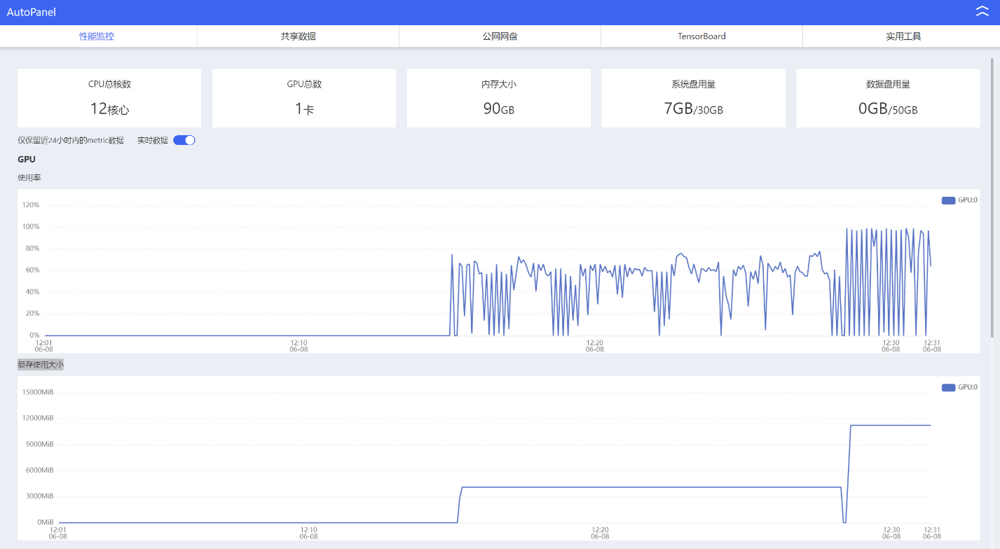 AutoPanel
性能监控 共享数据 公网网盘 TensorBoard 实用工具
CPU总核数 GPU总数 内存大小 系统盘用量 数据盘用量
12核心 1卡 90GB 7GB/30GB 0GB/50GB
仅保留近24小时内的metric数据 实时数据
GPU
使用率
GPU:0
120%
100%
80%
60%
40%
20%
0%
12:01 12:10 12:20 12:30 12:31
06-08 06-08 06-08 06-08 06-08
显存使用大小
GPU:0
15000MiB
12000MiB
9000MiB
6000MiB
3000MiB
0MiB
12:01 12:10 12:20 12:30 12:31
06-08 06-08 06-08 06-08 06-08